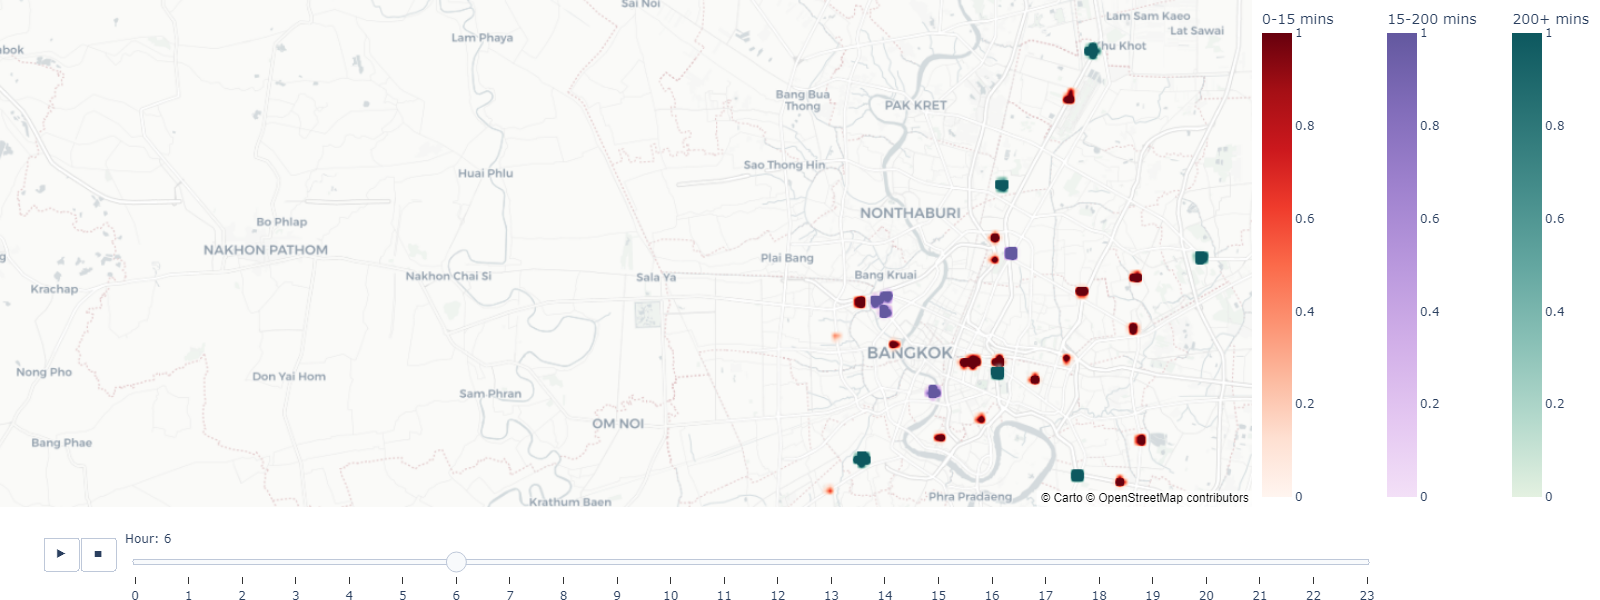 Sai Noi
Lam Sam Kaeo
0-15 mins
15-200 mins
200+ mins
Lat Sawai
1
1
1
Lam Phaya
Khu Khot
Bang Bua
Thong
PAK KRET
0.8
0.8
0.8
Sao Thong Hin
Huai Phlu
Bo Phlap
NONTHABURI
0.6
0.6
0.6
NAKHON PATHOM
Plai Bang
Nakhon Chai Si
Sala Ya
Bang Kruai
Krachap
0.4
0.4
0.4
BANGKOK
Nong Pho
Don Yai Hom
Sam Phran
0.2
0.2
0.2
OM NOI
Bang Phae
Krathum Baen
Phra Pradaeng
© Carto © OpenStreetMap contributors
0
0
0
Hour: 6
0 1 2 3 4 5 6 7 8 9 10 11 12 13 14 15 16 17 18 19 20 21 22 23